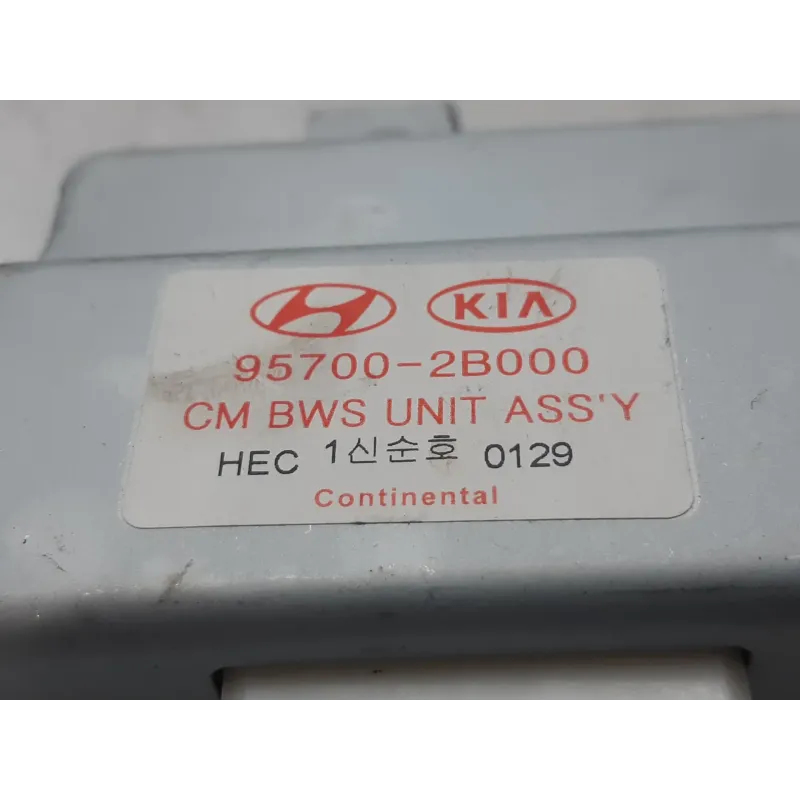 KIA
95700-2B000
CM BWS UNIT ASS'Y
HEC 1신순호 0129
Continental